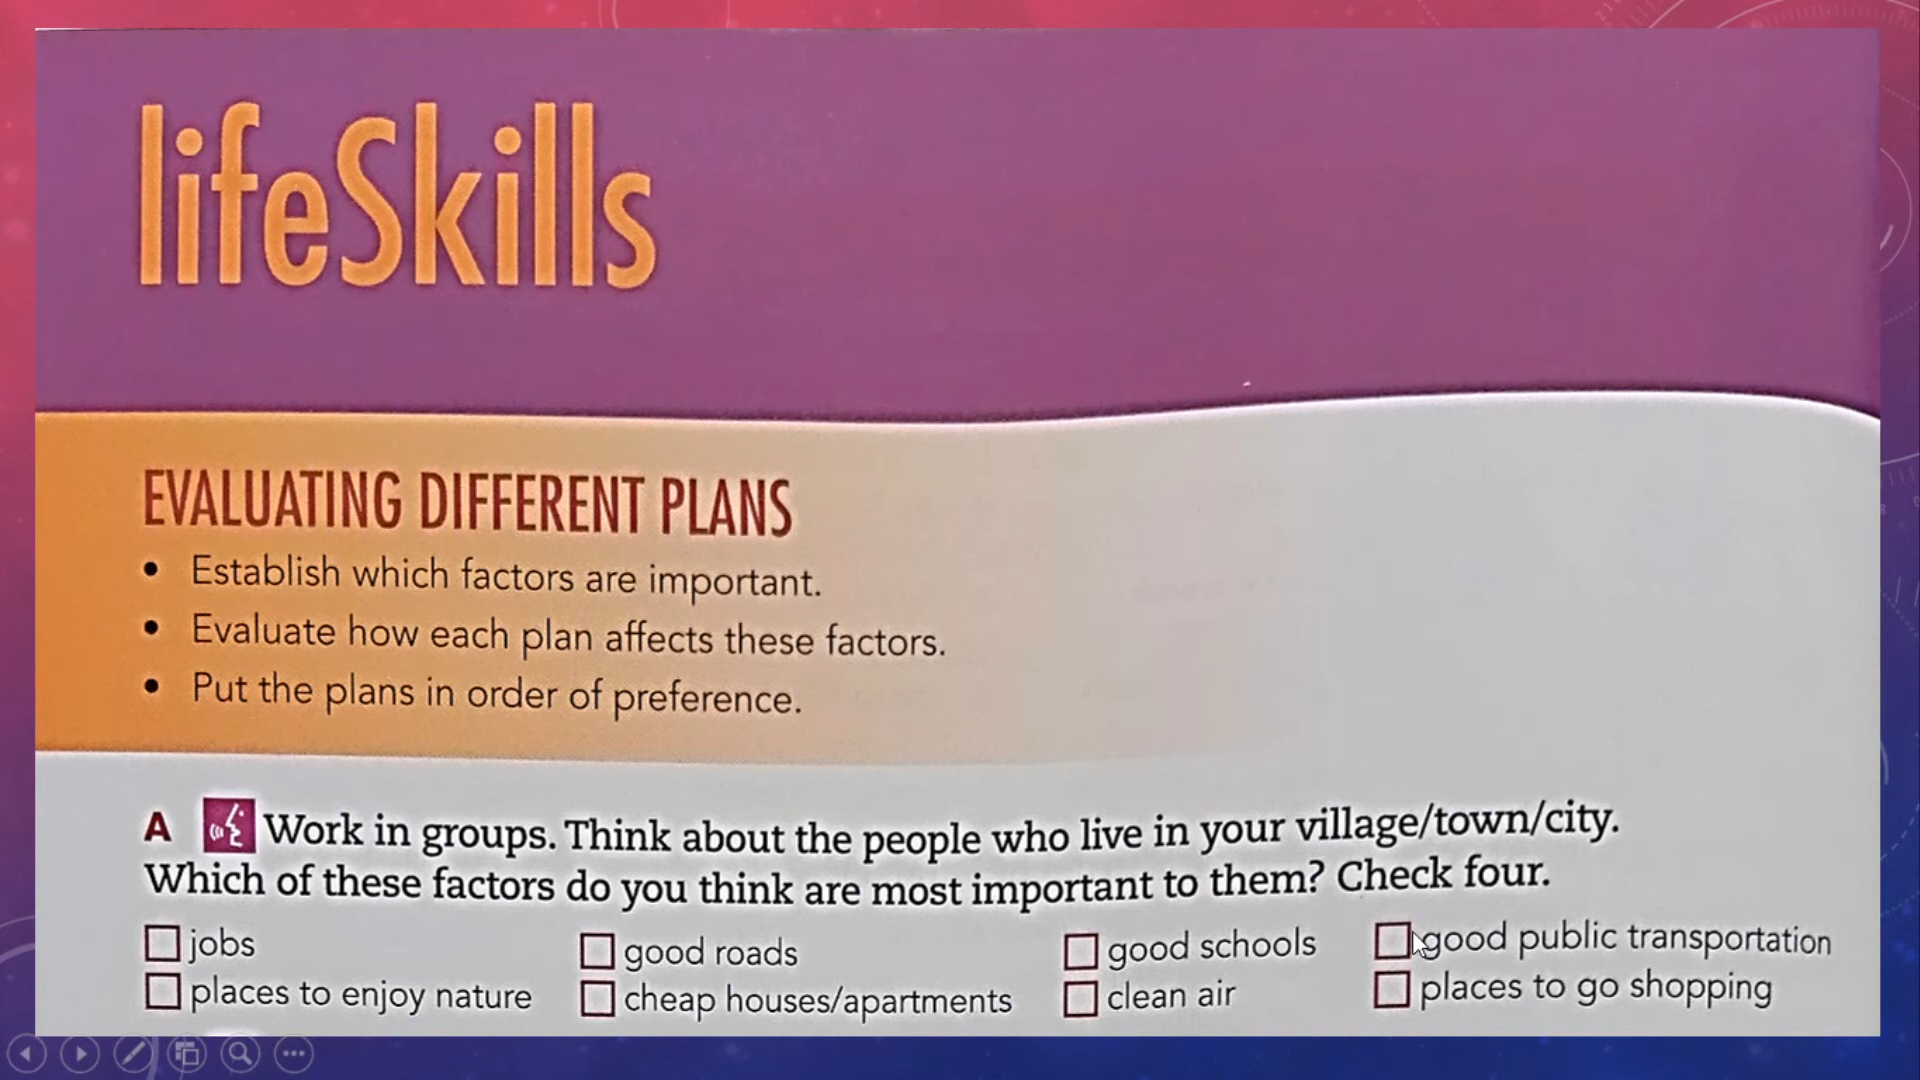 lifeSkills
EVALUATING DIFFERENT PLANS
• Establish which factors are important.
• Evaluate how each plan affects these factors.
• Put the plans in order of preference.
A Work in groups. Think about the people who live in your village/town/city.
Which of these factors do you think are most important to them? Check four.
jobs good roads good schools good public transportation
places to enjoy nature cheap houses/apartments clean air places to go shopping